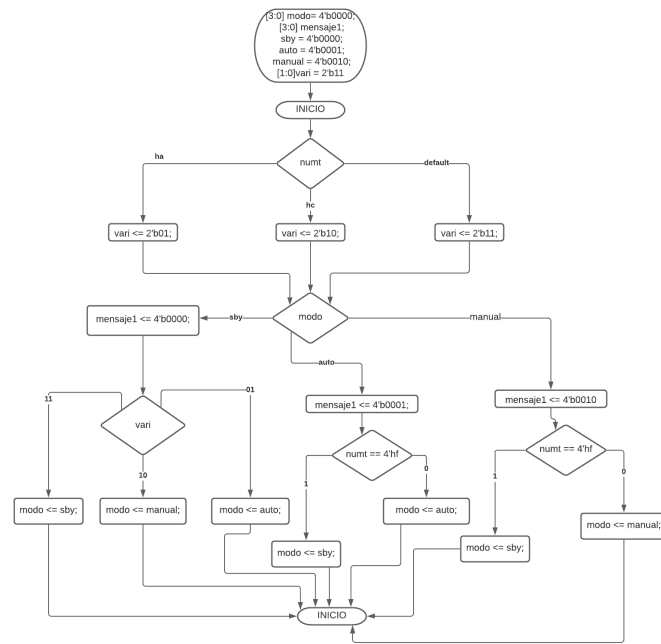 [3:0] modo= 4'b0000;
[3:0] mensaje1;
sby = 4'b0000;
auto = 4'b0001;
manual = 4'b0010;
[1:0]vari = 2'b11
INICIO
numt
ha
default
hc
vari <= 2'b01;
vari <= 2'b10;
vari <= 2'b11;
modo
sby
manual
mensaje1 <= 4'b0000;
auto
mensaje1 <= 4'b0001;
mensaje1 <= 4'b0010
11
01
vari
10
numt == 4'hf
1
0
numt == 4'hf
1
0
modo <= sby;
modo <= manual;
modo <= auto;
modo <= sby;
modo <= auto;
modo <= sby;
modo <= manual;
INICIO